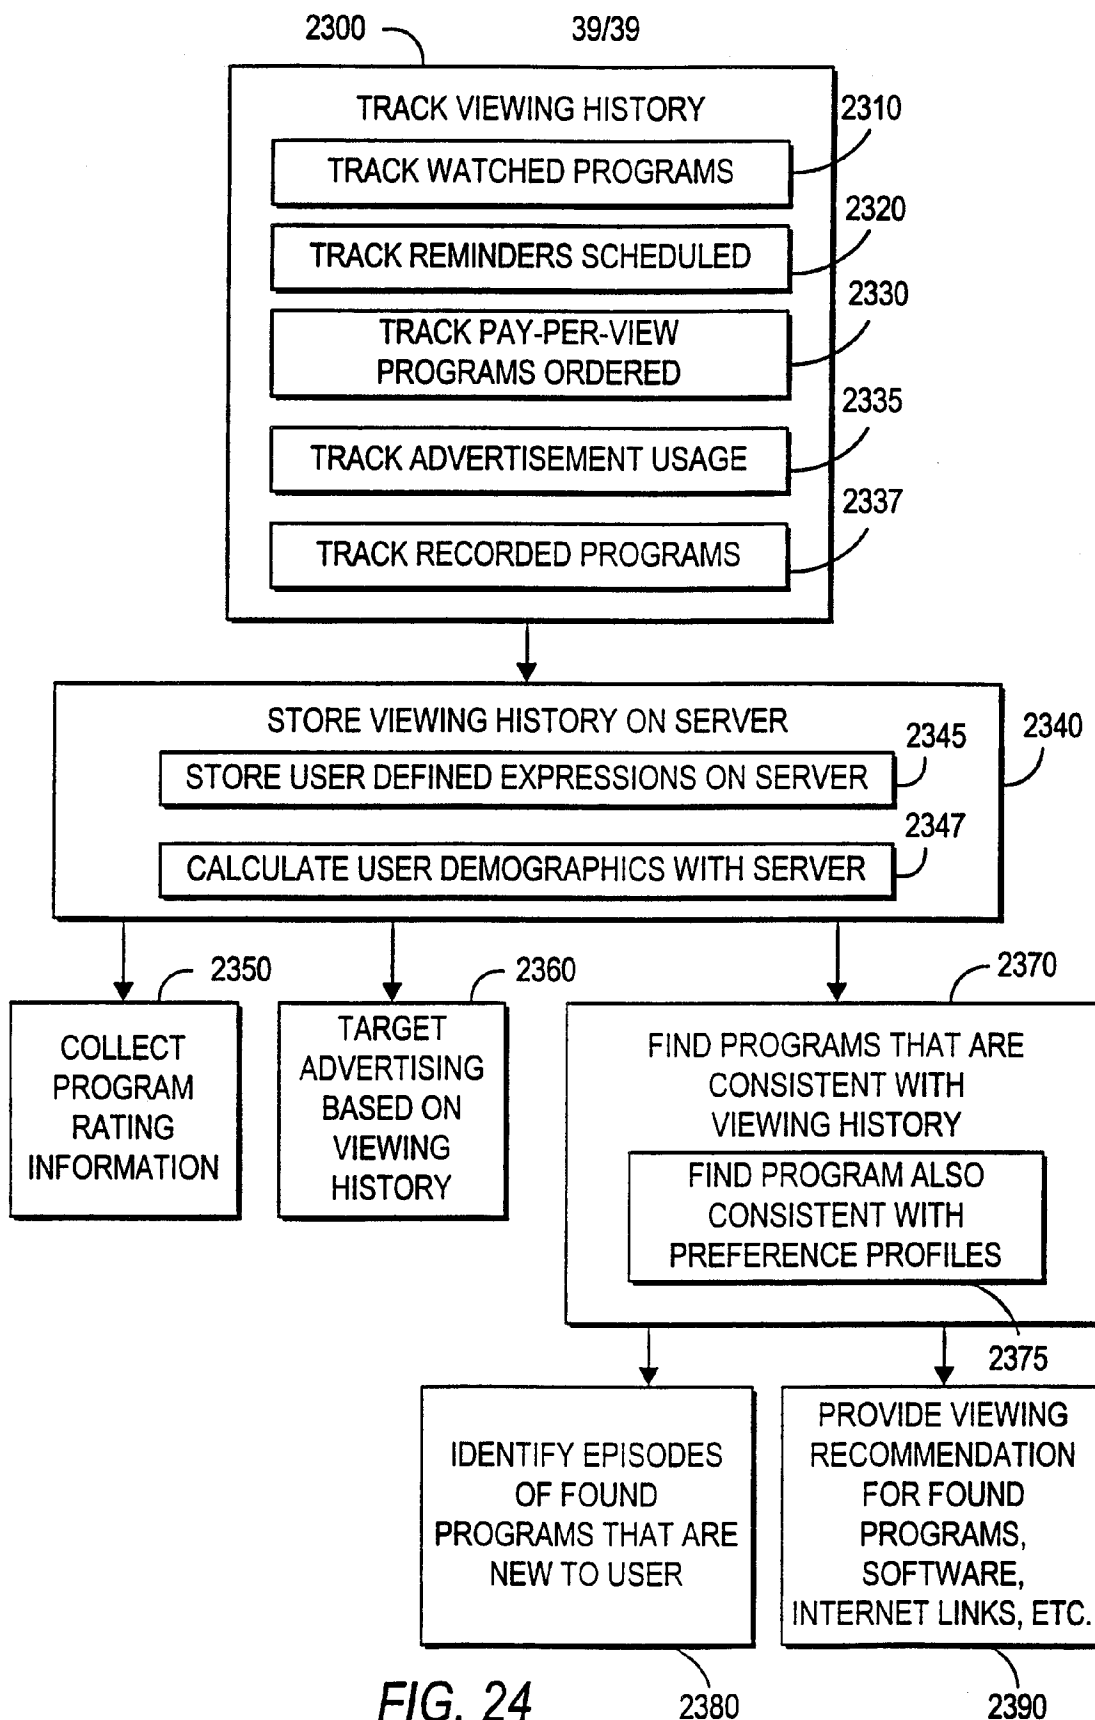 2300
39/39
TRACK VIEWING HISTORY
2310
TRACK WATCHED PROGRAMS
2320
TRACK REMINDERS SCHEDULED
2330
TRACK PAY-PER-VIEW
PROGRAMS ORDERED
2335
TRACK ADVERTISEMENT USAGE
2337
TRACK RECORDED PROGRAMS
STORE VIEWING HISTORY ON SERVER
2345
2340
STORE USER DEFINED EXPRESSIONS ON SERVER
2347
CALCULATE USER DEMOGRAPHICS WITH SERVER
2350
COLLECT
PROGRAM
RATING
INFORMATION
2360
TARGET
ADVERTISING
BASED ON
VIEWING
HISTORY
2370
FIND PROGRAMS THAT ARE
CONSISTENT WITH
VIEWING HISTORY
FIND PROGRAM ALSO
CONSISTENT WITH
PREFERENCE PROFILES
2375
IDENTIFY EPISODES
OF FOUND
PROGRAMS THAT ARE
NEW TO USER
2380
PROVIDE VIEWING
RECOMMENDATION
FOR FOUND
PROGRAMS,
SOFTWARE,
INTERNET LINKS, ETC.
2390
FIG. 24